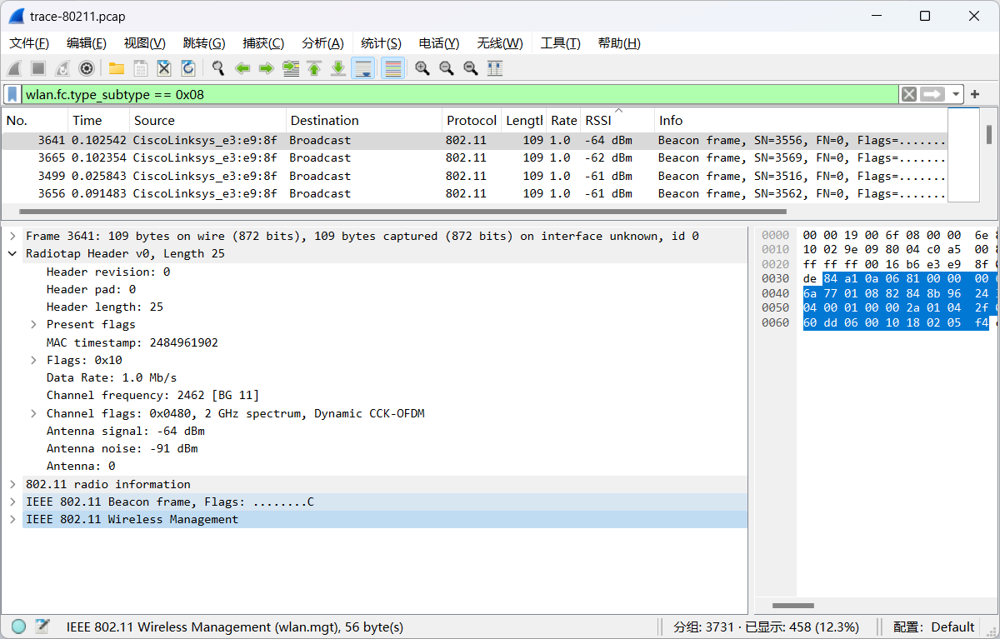 trace-80211.pcap
文件(F) 编辑(E) 视图(V) 跳转(G) 捕获(C) 分析(A) 统计(S) 电话(Y) 无线(W) 工具(T) 帮助(H)
wlan.fc.type_subtype == 0x08
No. Time Source Destination Protocol Lengtl Rate RSSI Info
3641 0.102542 CiscoLinksys_e3:e9:8f Broadcast 802.11 109 1.0 -64 dBm Beacon frame, SN=3556, FN=0, Flags=.......
3665 0.102354 CiscoLinksys_e3:e9:8f Broadcast 802.11 109 1.0 -62 dBm Beacon frame, SN=3569, FN=0, Flags=.......
3499 0.025843 CiscoLinksys_e3:e9:8f Broadcast 802.11 109 1.0 -61 dBm Beacon frame, SN=3516, FN=0, Flags=.......
3656 0.091483 CiscoLinksys_e3:e9:8f Broadcast 802.11 109 1.0 -61 dBm Beacon frame, SN=3562, FN=0, Flags=.......
Frame 3641: 109 bytes on wire (872 bits), 109 bytes captured (872 bits) on interface unknown, id 0
Radiotap Header v0, Length 25
Header revision: 0
Header pad: 0
Header length: 25
Present flags
MAC timestamp: 2484961902
Flags: 0x10
Data Rate: 1.0 Mb/s
Channel frequency: 2462 [BG 11]
Channel flags: 0x0480, 2 GHz spectrum, Dynamic CCK-OFDM
Antenna signal: -64 dBm
Antenna noise: -91 dBm
Antenna: 0
802.11 radio information
IEEE 802.11 Beacon frame, Flags: ........C
IEEE 802.11 Wireless Management
0000 00 00 19 00 6f 08 00 00 6e
0010 10 02 9e 09 80 04 c0 a5 00
0020 ff ff ff 00 16 b6 e3 e9 8f
0030 de 84 a1 0a 06 81 00 00 00
0040 6a 77 01 08 82 84 8b 96 24
0050 04 00 01 00 00 2a 01 04 2f
0060 60 dd 06 00 10 18 02 05 f4
IEEE 802.11 Wireless Management (wlan.mgt), 56 byte(s) 分组: 3731 · 已显示: 458 (12.3%) 配置: Default